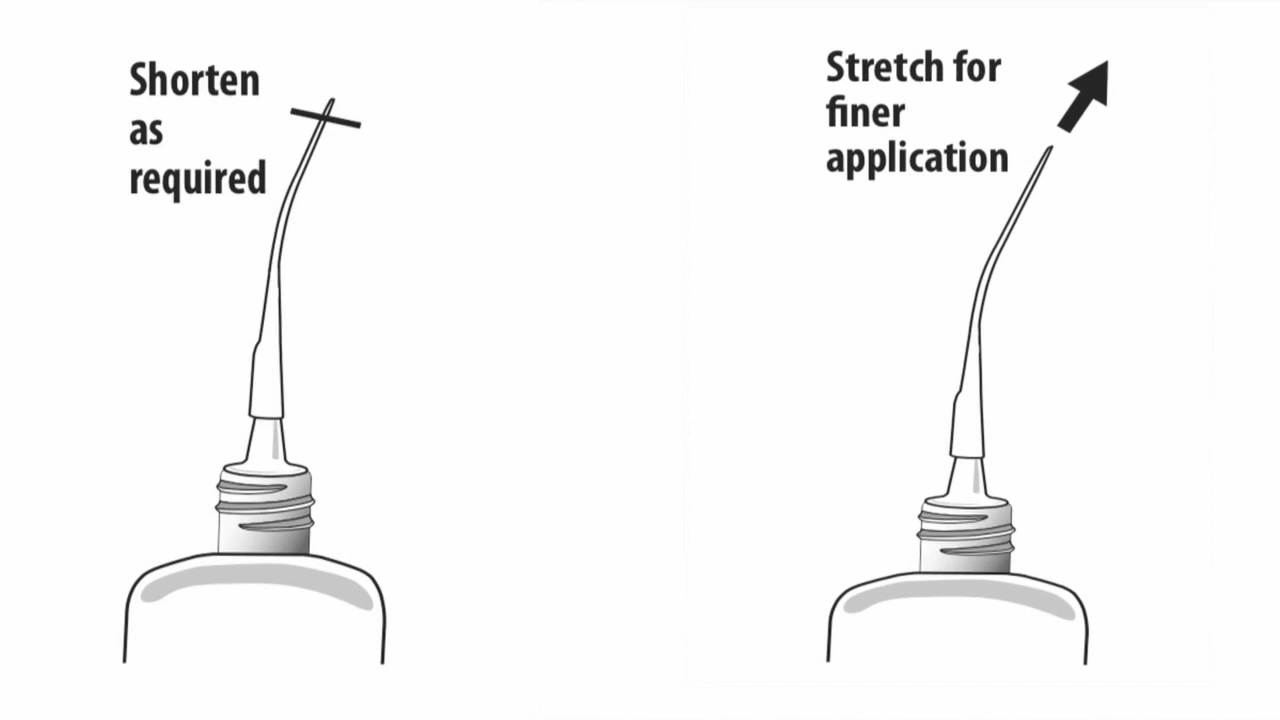 Shorten
as
required
Stretch for
finer
application